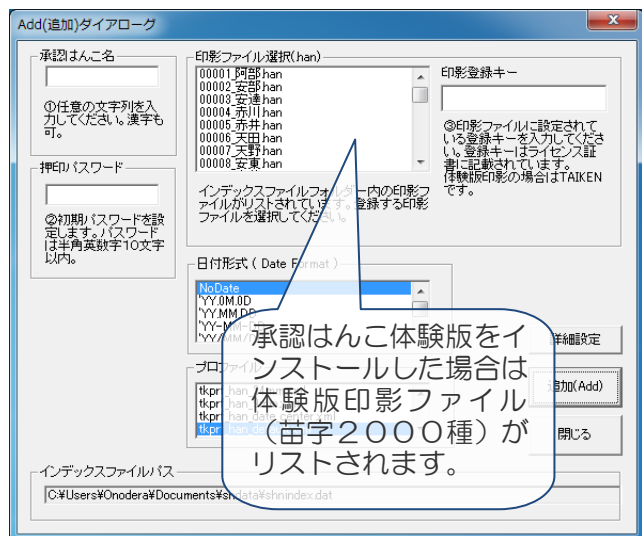 Add(追加)ダイアローグ
承認はんこ名
①任意の文字列を入
力してください。漢字も
可。
押印パスワード
②初期パスワードを設
定します。パスワード
は半角英数字10文字
以内。
印影ファイル選択(han)
00001_阿部.han
00002_安部.han
00003_安達.han
00004_赤川.han
00005_赤井.han
00006_天田.han
00007_天野.han
00008_安東.han
インデックスファイルフォルダー内の印影フ
ァイルがリストされています。登録する印影
ファイルを選択してください。
印影登録キー
③印影ファイルに設定されて
いる登録キーを入力してくださ
い。登録キーはライセンス証
書に記載されています。
体験版印影の場合はTAIKEN
です。
日付形式 ( Date Format )
NoDate
'YY.0M.0D
'YY.MM.DD
'YY-MM-DD
'YY/MM/DD
プロファイル
tkpr_han_
tkpr_han_
tkpr_han_date_center.xml
tkpr_han_def
承認はんこ体験版をイ
ンストールした場合は
体験版印影ファイル
（苗字２０００種）が
リストされます。
詳細設定
追加(Add)
閉じる
インデックスファイルパス
C:¥Users¥Onodera¥Documents¥shdata¥shnindex.dat